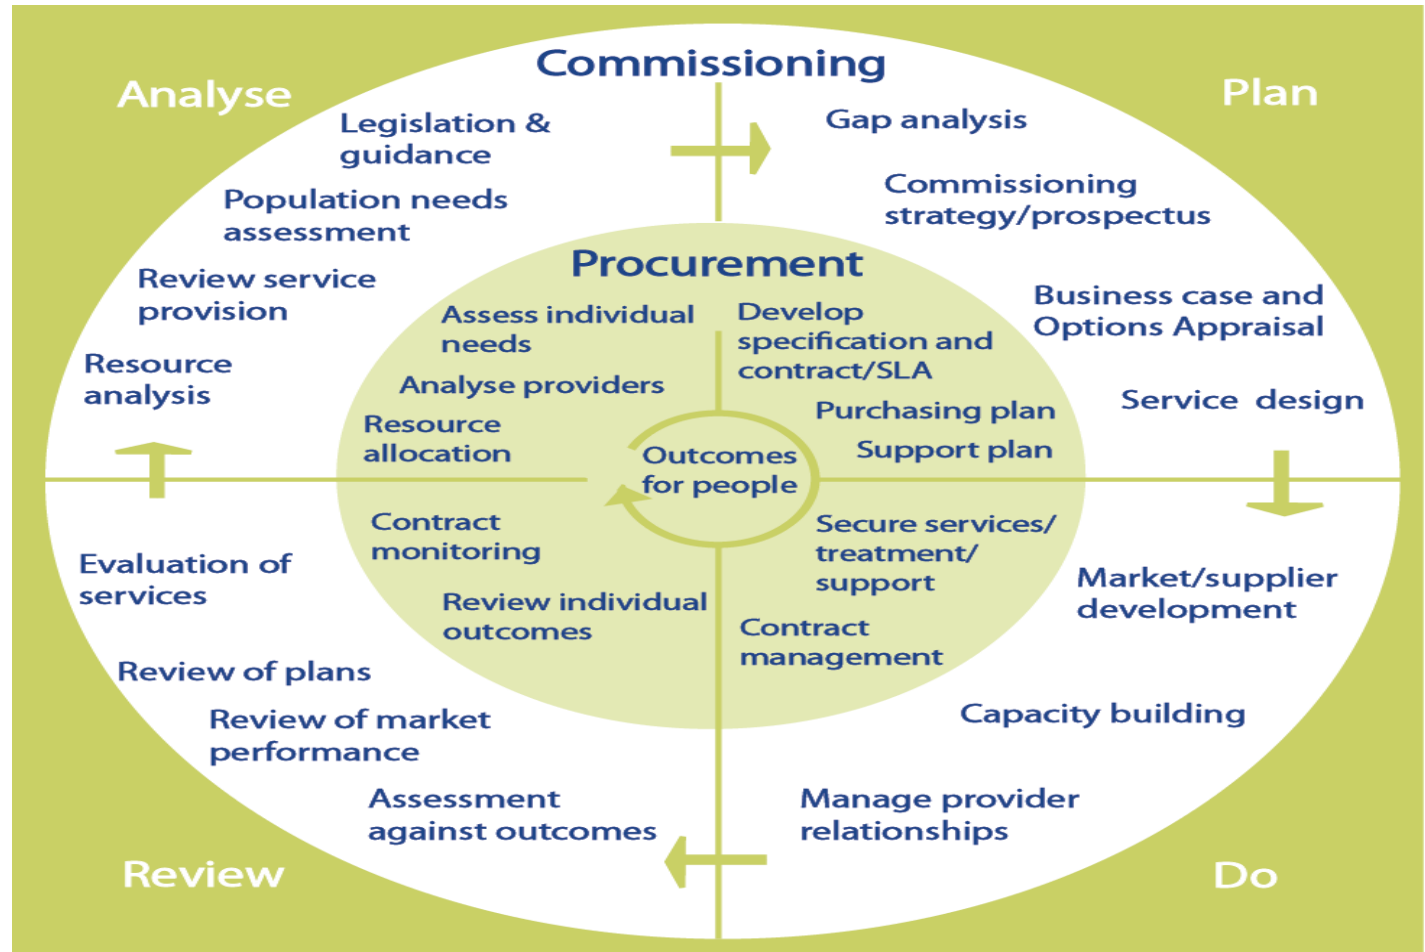 Commissioning
Analyse
Legislation &
guidance
Population needs
assessment
Review service
provision
Resource
analysis
Plan
Gap analysis
Commissioning
strategy/prospectus
Business case and
Options Appraisal
Service design
Procurement
Assess individual
needs
Analyse providers
Resource
allocation
Develop
specification and
contract/SLA
Purchasing plan
Support plan
Outcomes
for people
Contract
monitoring
Review individual
outcomes
Secure services/
treatment/
support
Contract
management
Evaluation of
services
Review of plans
Review of market
performance
Assessment
against outcomes
Review
Market/supplier
development
Capacity building
Manage provider
relationships
Do